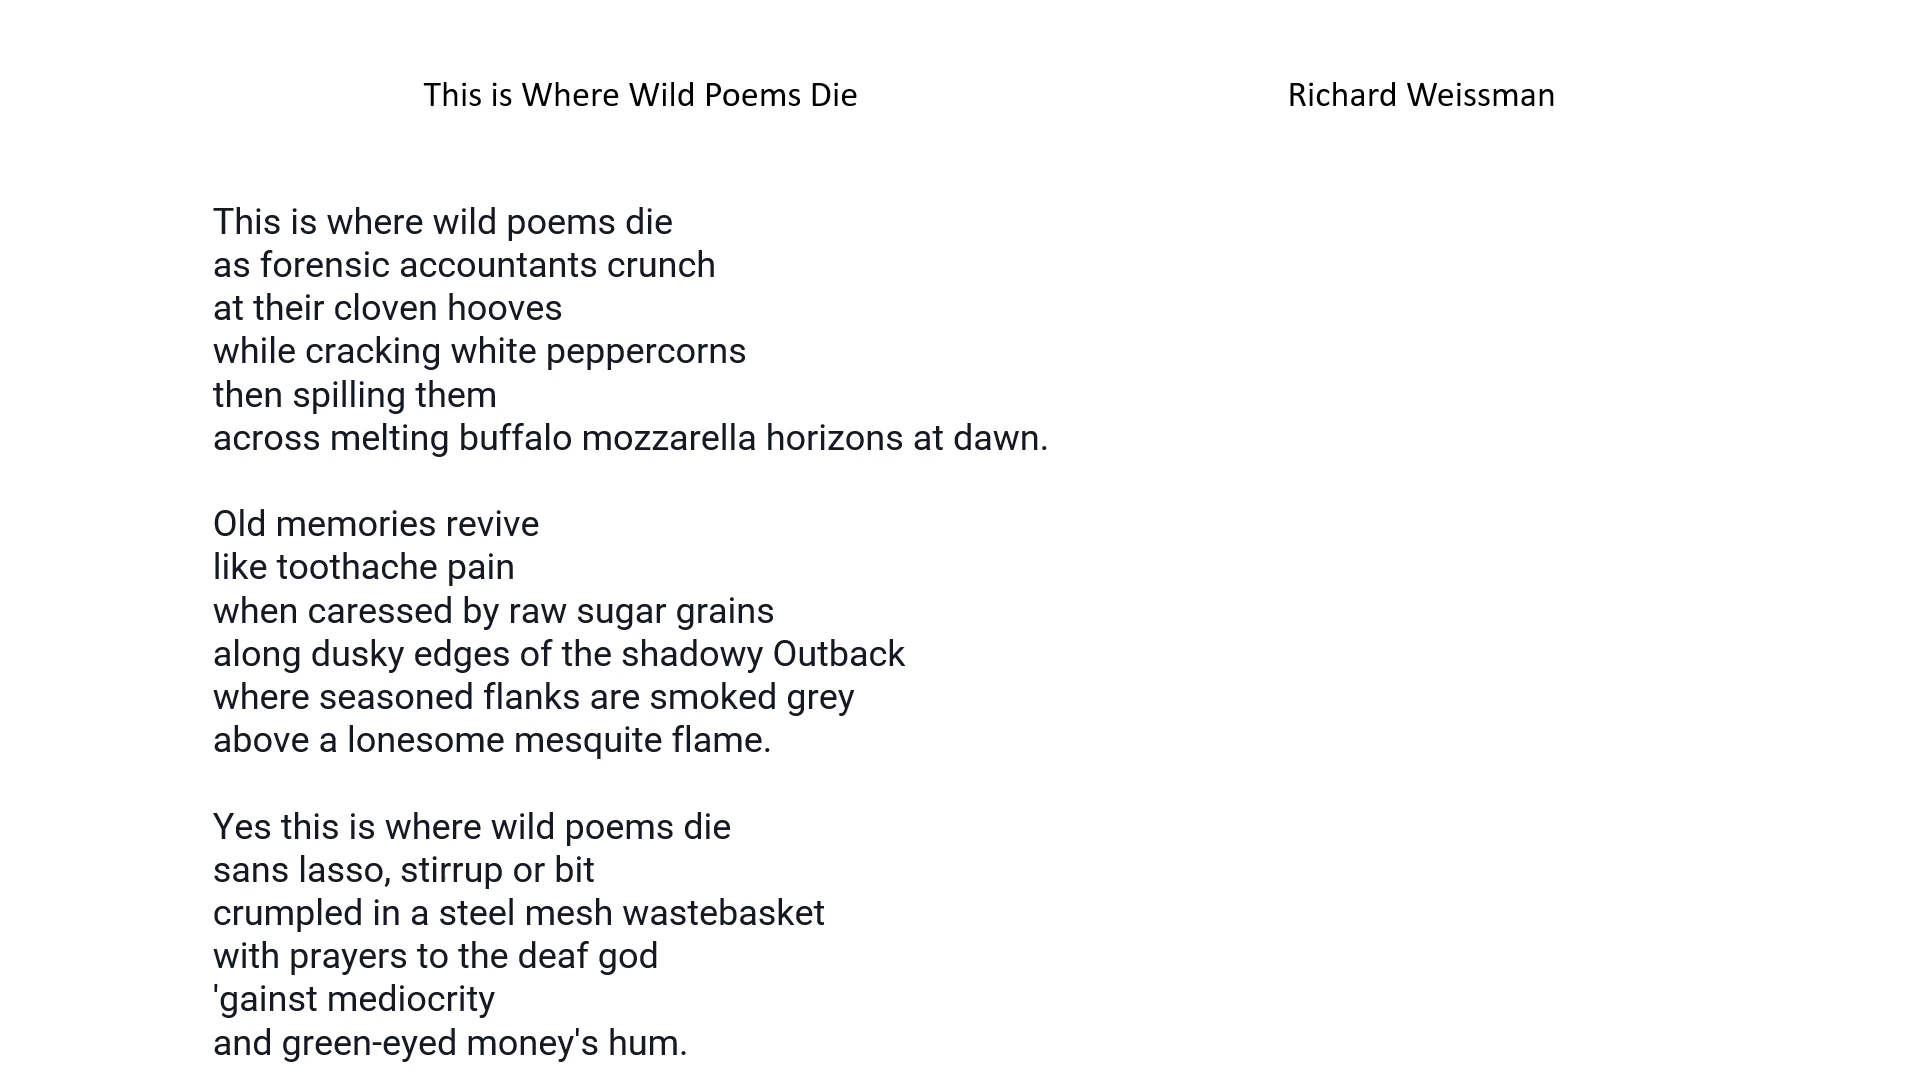 This is Where Wild Poems Die
Richard Weissman
This is where wild poems die
as forensic accountants crunch
at their cloven hooves
while cracking white peppercorns
then spilling them
across melting buffalo mozzarella horizons at dawn.
Old memories revive
like toothache pain
when caressed by raw sugar grains
along dusky edges of the shadowy Outback
where seasoned flanks are smoked grey
above a lonesome mesquite flame.
Yes this is where wild poems die
sans lasso, stirrup or bit
crumpled in a steel mesh wastebasket
with prayers to the deaf god
'gainst mediocrity
and green-eyed money's hum.